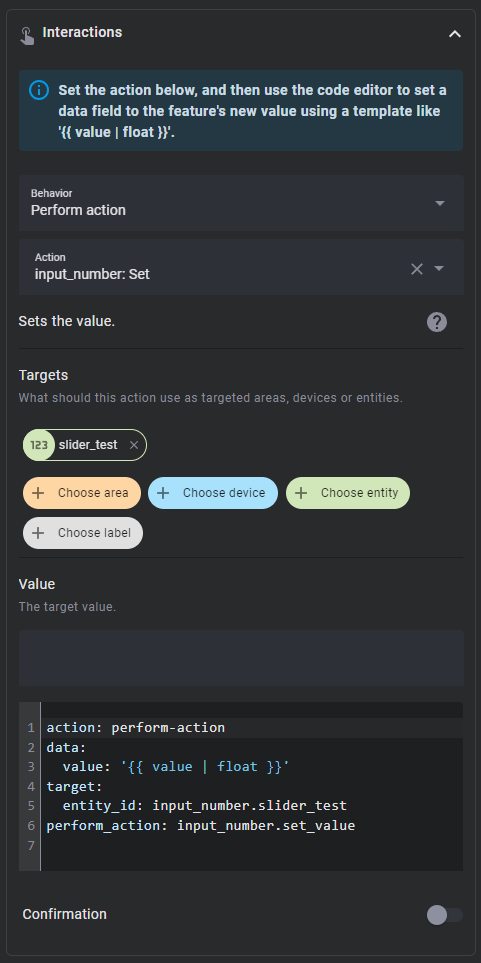 Interactions
Set the action below, and then use the code editor to set a
data field to the feature's new value using a template like
'{{ value | float }}'.
Behavior
Perform action
Action
input_number: Set
Sets the value.
Targets
What should this action use as targeted areas, devices or entities.
123 slider_test
Choose area Choose device Choose entity
Choose label
Value
The target value.
1 action: perform-action
2 data:
3   value: '{{ value | float }}'
4 target:
5   entity_id: input_number.slider_test
6 perform_action: input_number.set_value
7
Confirmation